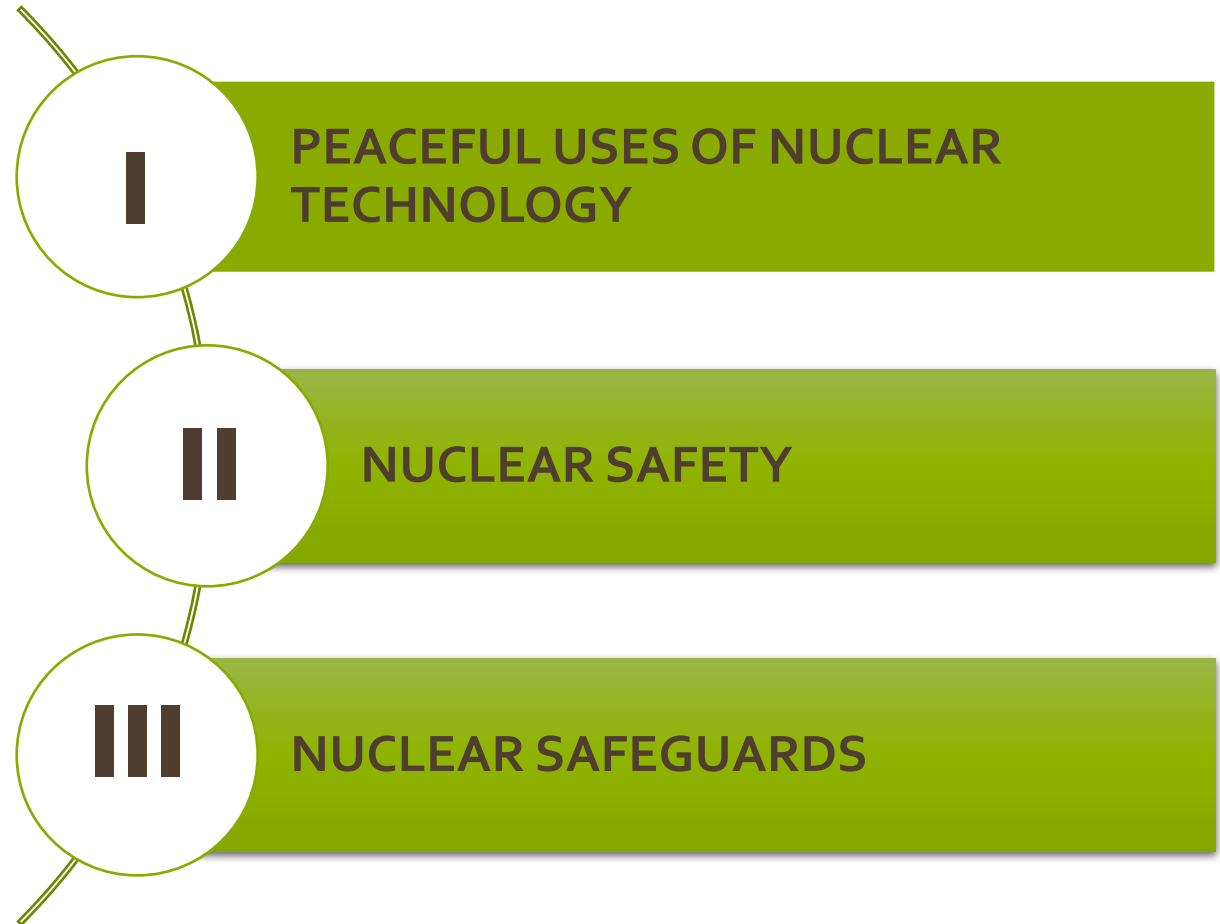 I
PEACEFUL USES OF NUCLEAR
TECHNOLOGY
II
NUCLEAR SAFETY
III
NUCLEAR SAFEGUARDS